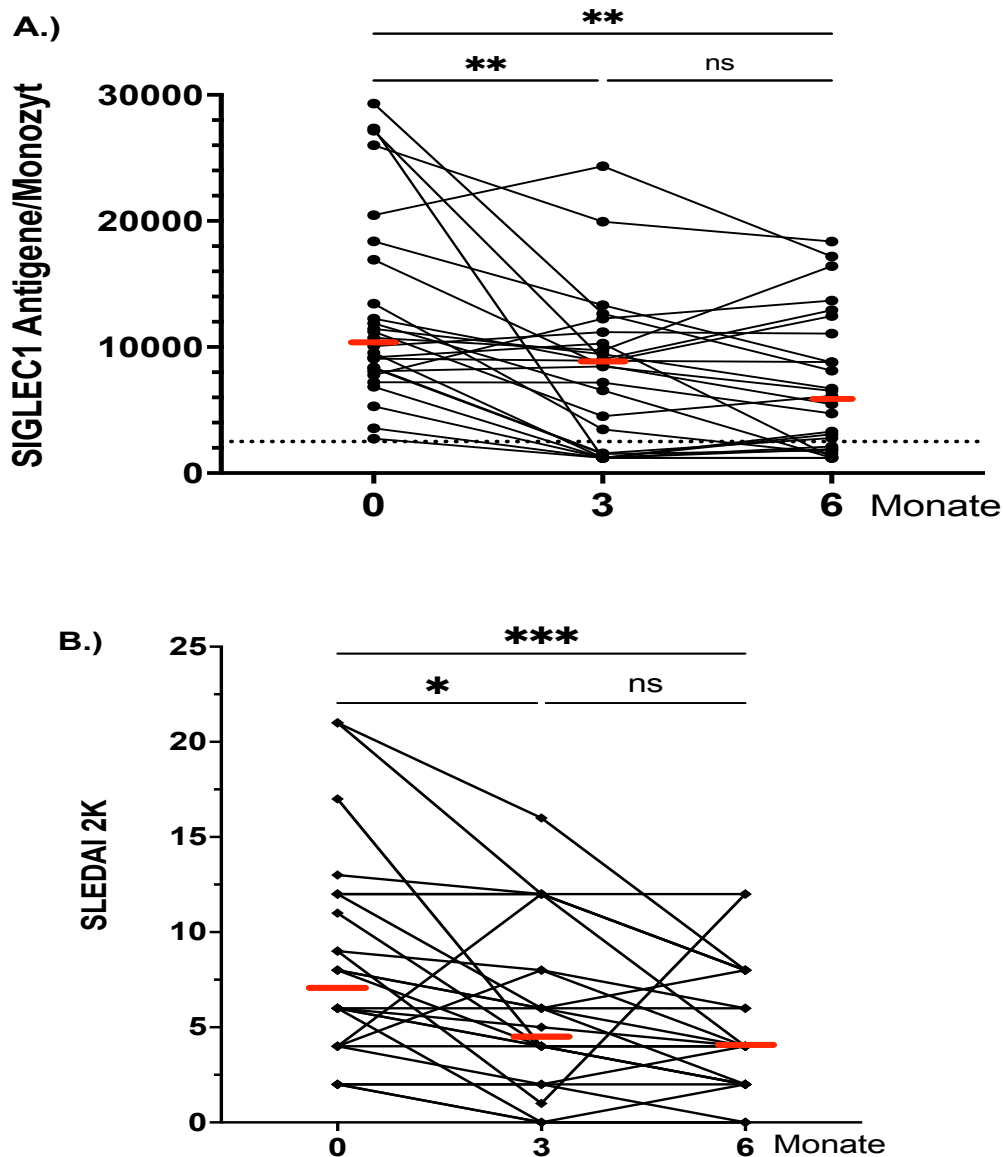 A.)
**
** ns
SIGLEC1 Antigene/Monozyt
30000
20000
10000
0
0 3 6 Monate
B.)
***
* ns
SLEDAI 2K
25
20
15
10
5
0
0 3 6 Monate